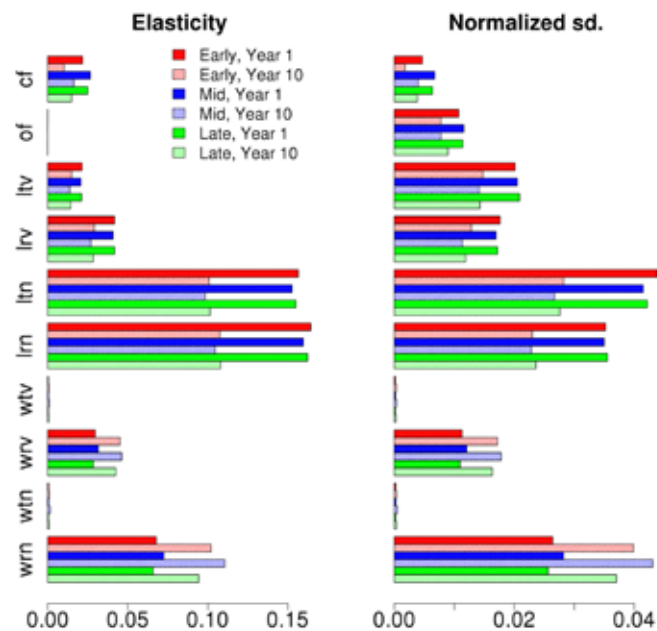 Elasticity
Normalized sd.
Early, Year 1
Early, Year 10
Mid, Year 1
Mid, Year 10
Late, Year 1
Late, Year 10
cf
of
ltv
lrv
ltn
lrn
wtv
wrv
wtn
wrn
0.00 0.05 0.10 0.15
0.00 0.02 0.04